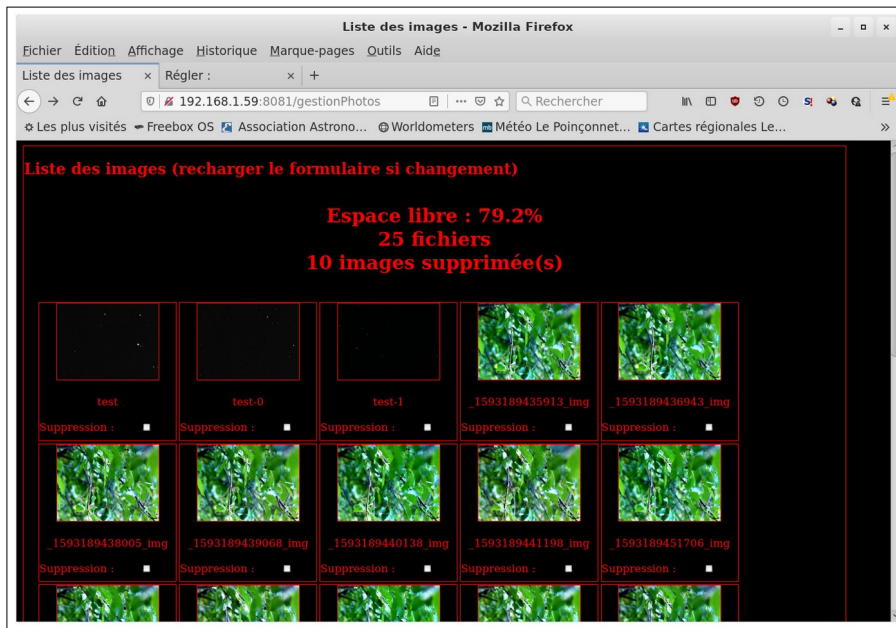 Liste des images - Mozilla Firefox
Fichier Édition Affichage Historique Marque-pages Outils Aide
Liste des images × Régler : × +
192.168.1.59:8081/gestionPhotos Rechercher
Les plus visités Freebox OS Association Astrono... Worldometers Météo Le Poinçonnet... Cartes régionales Le...
Liste des images (recharger le formulaire si changement)
Espace libre : 79.2%
25 fichiers
10 images supprimée(s)
test test-0 test-1 _1593189435913_img _1593189436943_img
Suppression : Suppression : Suppression : Suppression : Suppression :
_1593189438005_img _1593189439068_img _1593189440138_img _1593189441198_img _1593189451706_img
Suppression : Suppression : Suppression : Suppression : Suppression :